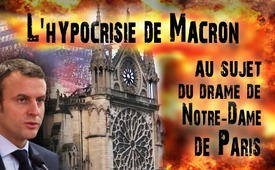 L'hypocrisie de Macron
au sujet
du drame de
Notre-Dame
de Paris